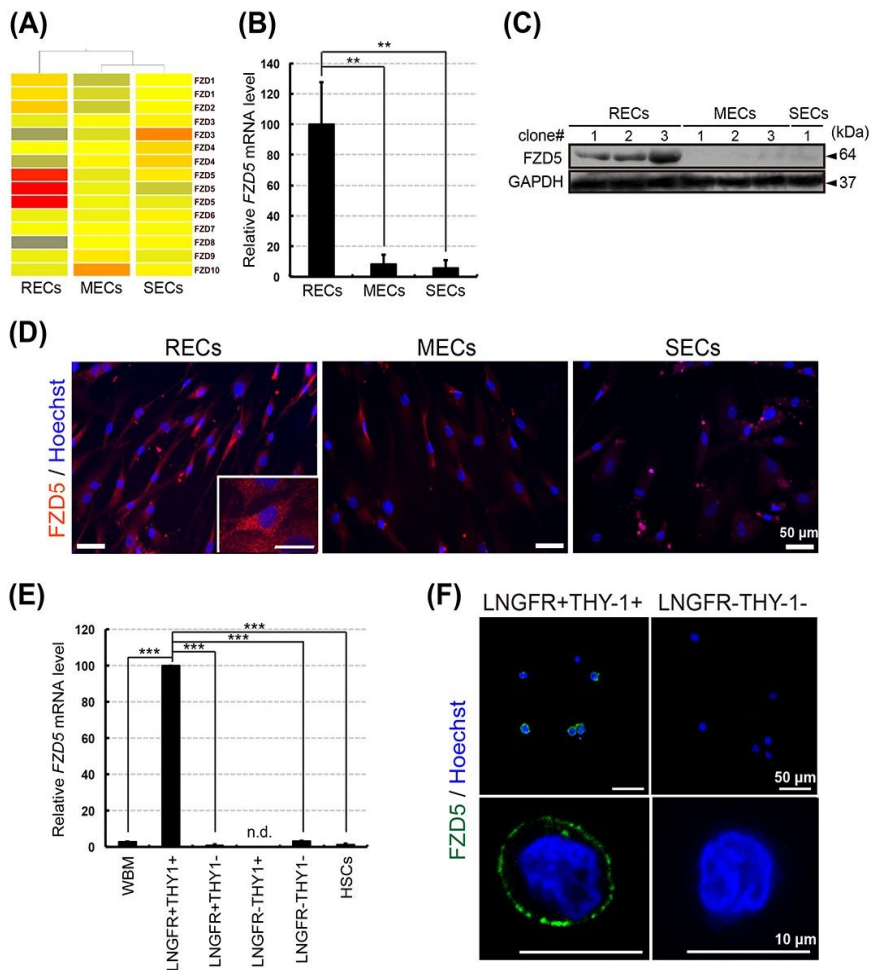 (A)
FZD1
FZD1
FZD2
FZD3
FZD3
FZD4
FZD4
FZD5
FZD5
FZD5
FZD6
FZD7
FZD8
FZD9
FZD10
RECs MECs SECs
(B)
**
**
Relative FZD5 mRNA level
140
120
100
80
60
40
20
0
RECs MECs SECs
(C)
RECs MECs SECs
clone# 1 2 3 1 2 3 1 (kDa)
FZD5 64
GAPDH 37
(D)
RECs MECs SECs
FZD5 / Hoechst
50 µm
(E)
***
***
*** ***
Relative FZD5 mRNA level
120
100
80
60
40
20
0
n.d.
WBM
LNGFR+THY1+
LNGFR+THY1-
LNGFR-THY1+
LNGFR-THY1-
HSCs
(F)
LNGFR+THY-1+ LNGFR-THY-1-
FZD5 / Hoechst
50 µm
10 µm